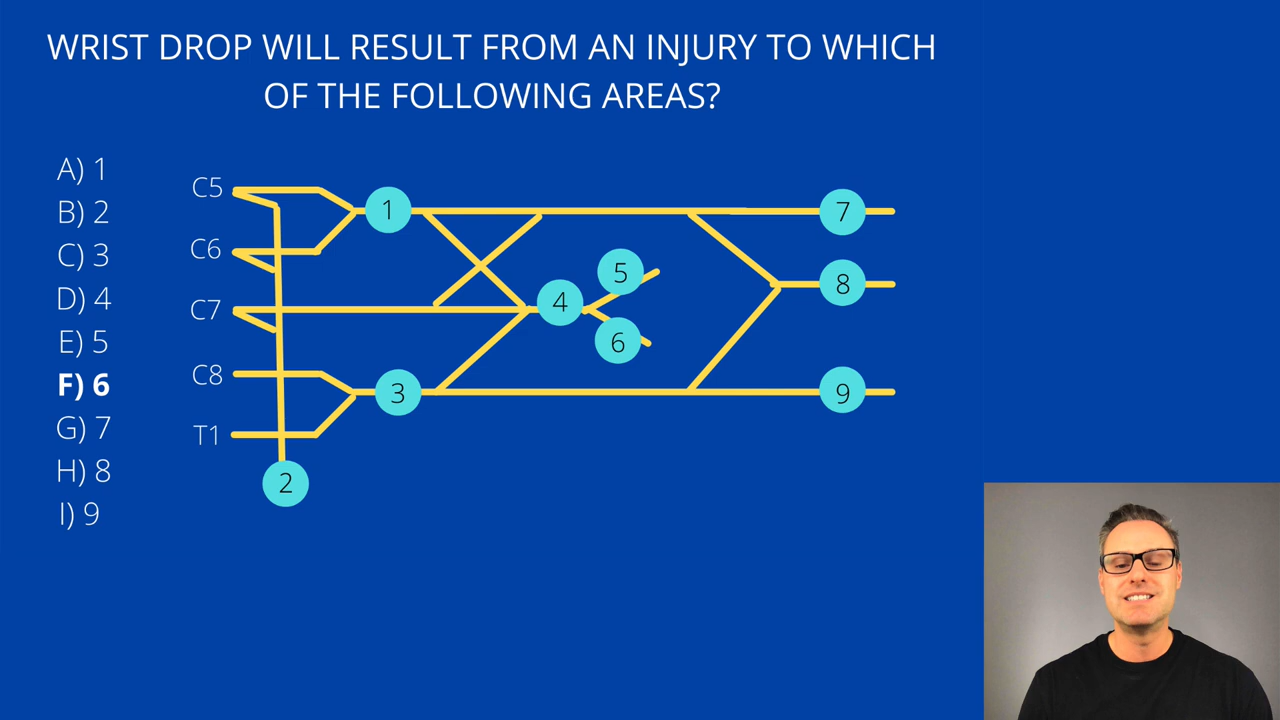 WRIST DROP WILL RESULT FROM AN INJURY TO WHICH
OF THE FOLLOWING AREAS?
A) 1
B) 2
C) 3
D) 4
E) 5
F) 6
G) 7
H) 8
I) 9
C5
C6
C7
C8
T1
1
2
3
4
5
6
7
8
9